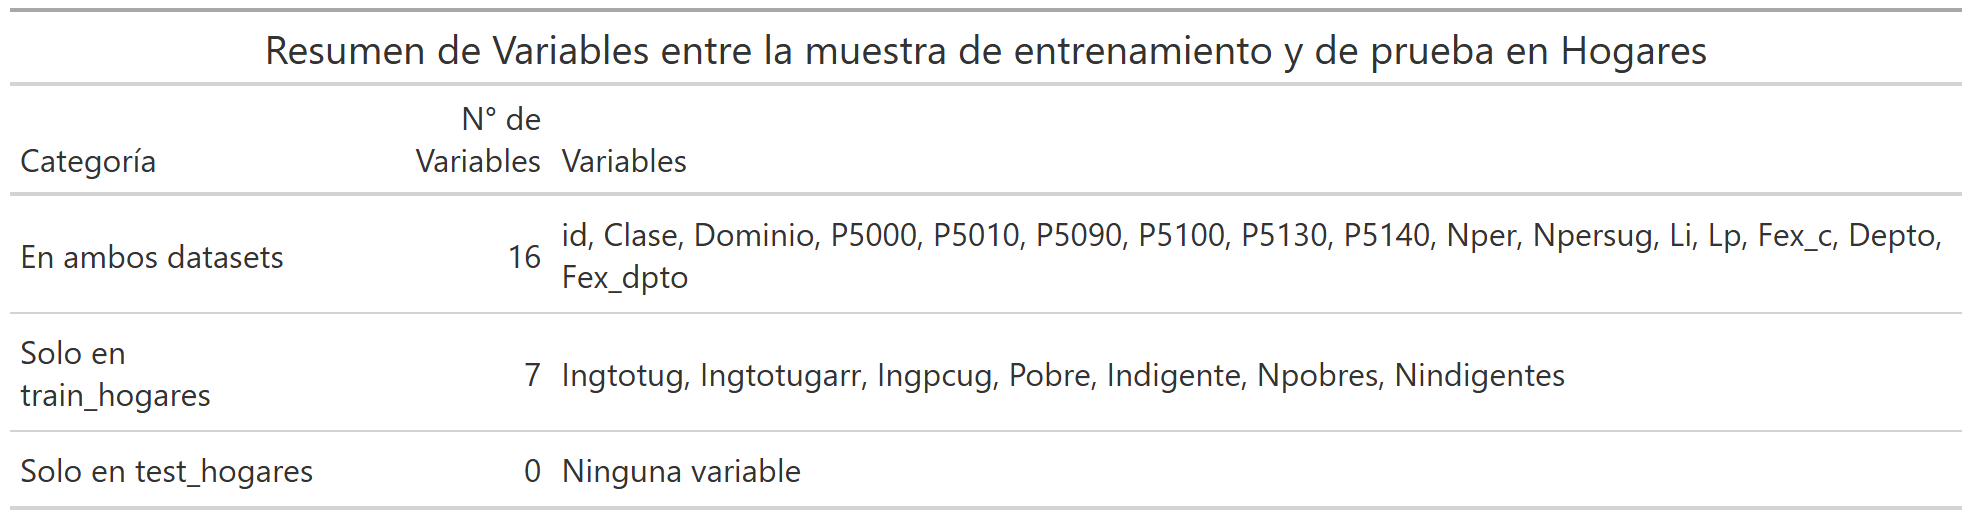 Resumen de Variables entre la muestra de entrenamiento y de prueba en Hogares
Categoría
N° de
Variables
Variables
En ambos datasets
16
id, Clase, Dominio, P5000, P5010, P5090, P5100, P5130, P5140, Nper, Npersug, Li, Lp, Fex_c, Depto,
Fex_dpto
Solo en
train_hogares
7
Ingtotug, Ingtotugarr, Ingpcug, Pobre, Indigente, Npobres, Nindigentes
Solo en test_hogares
0
Ninguna variable